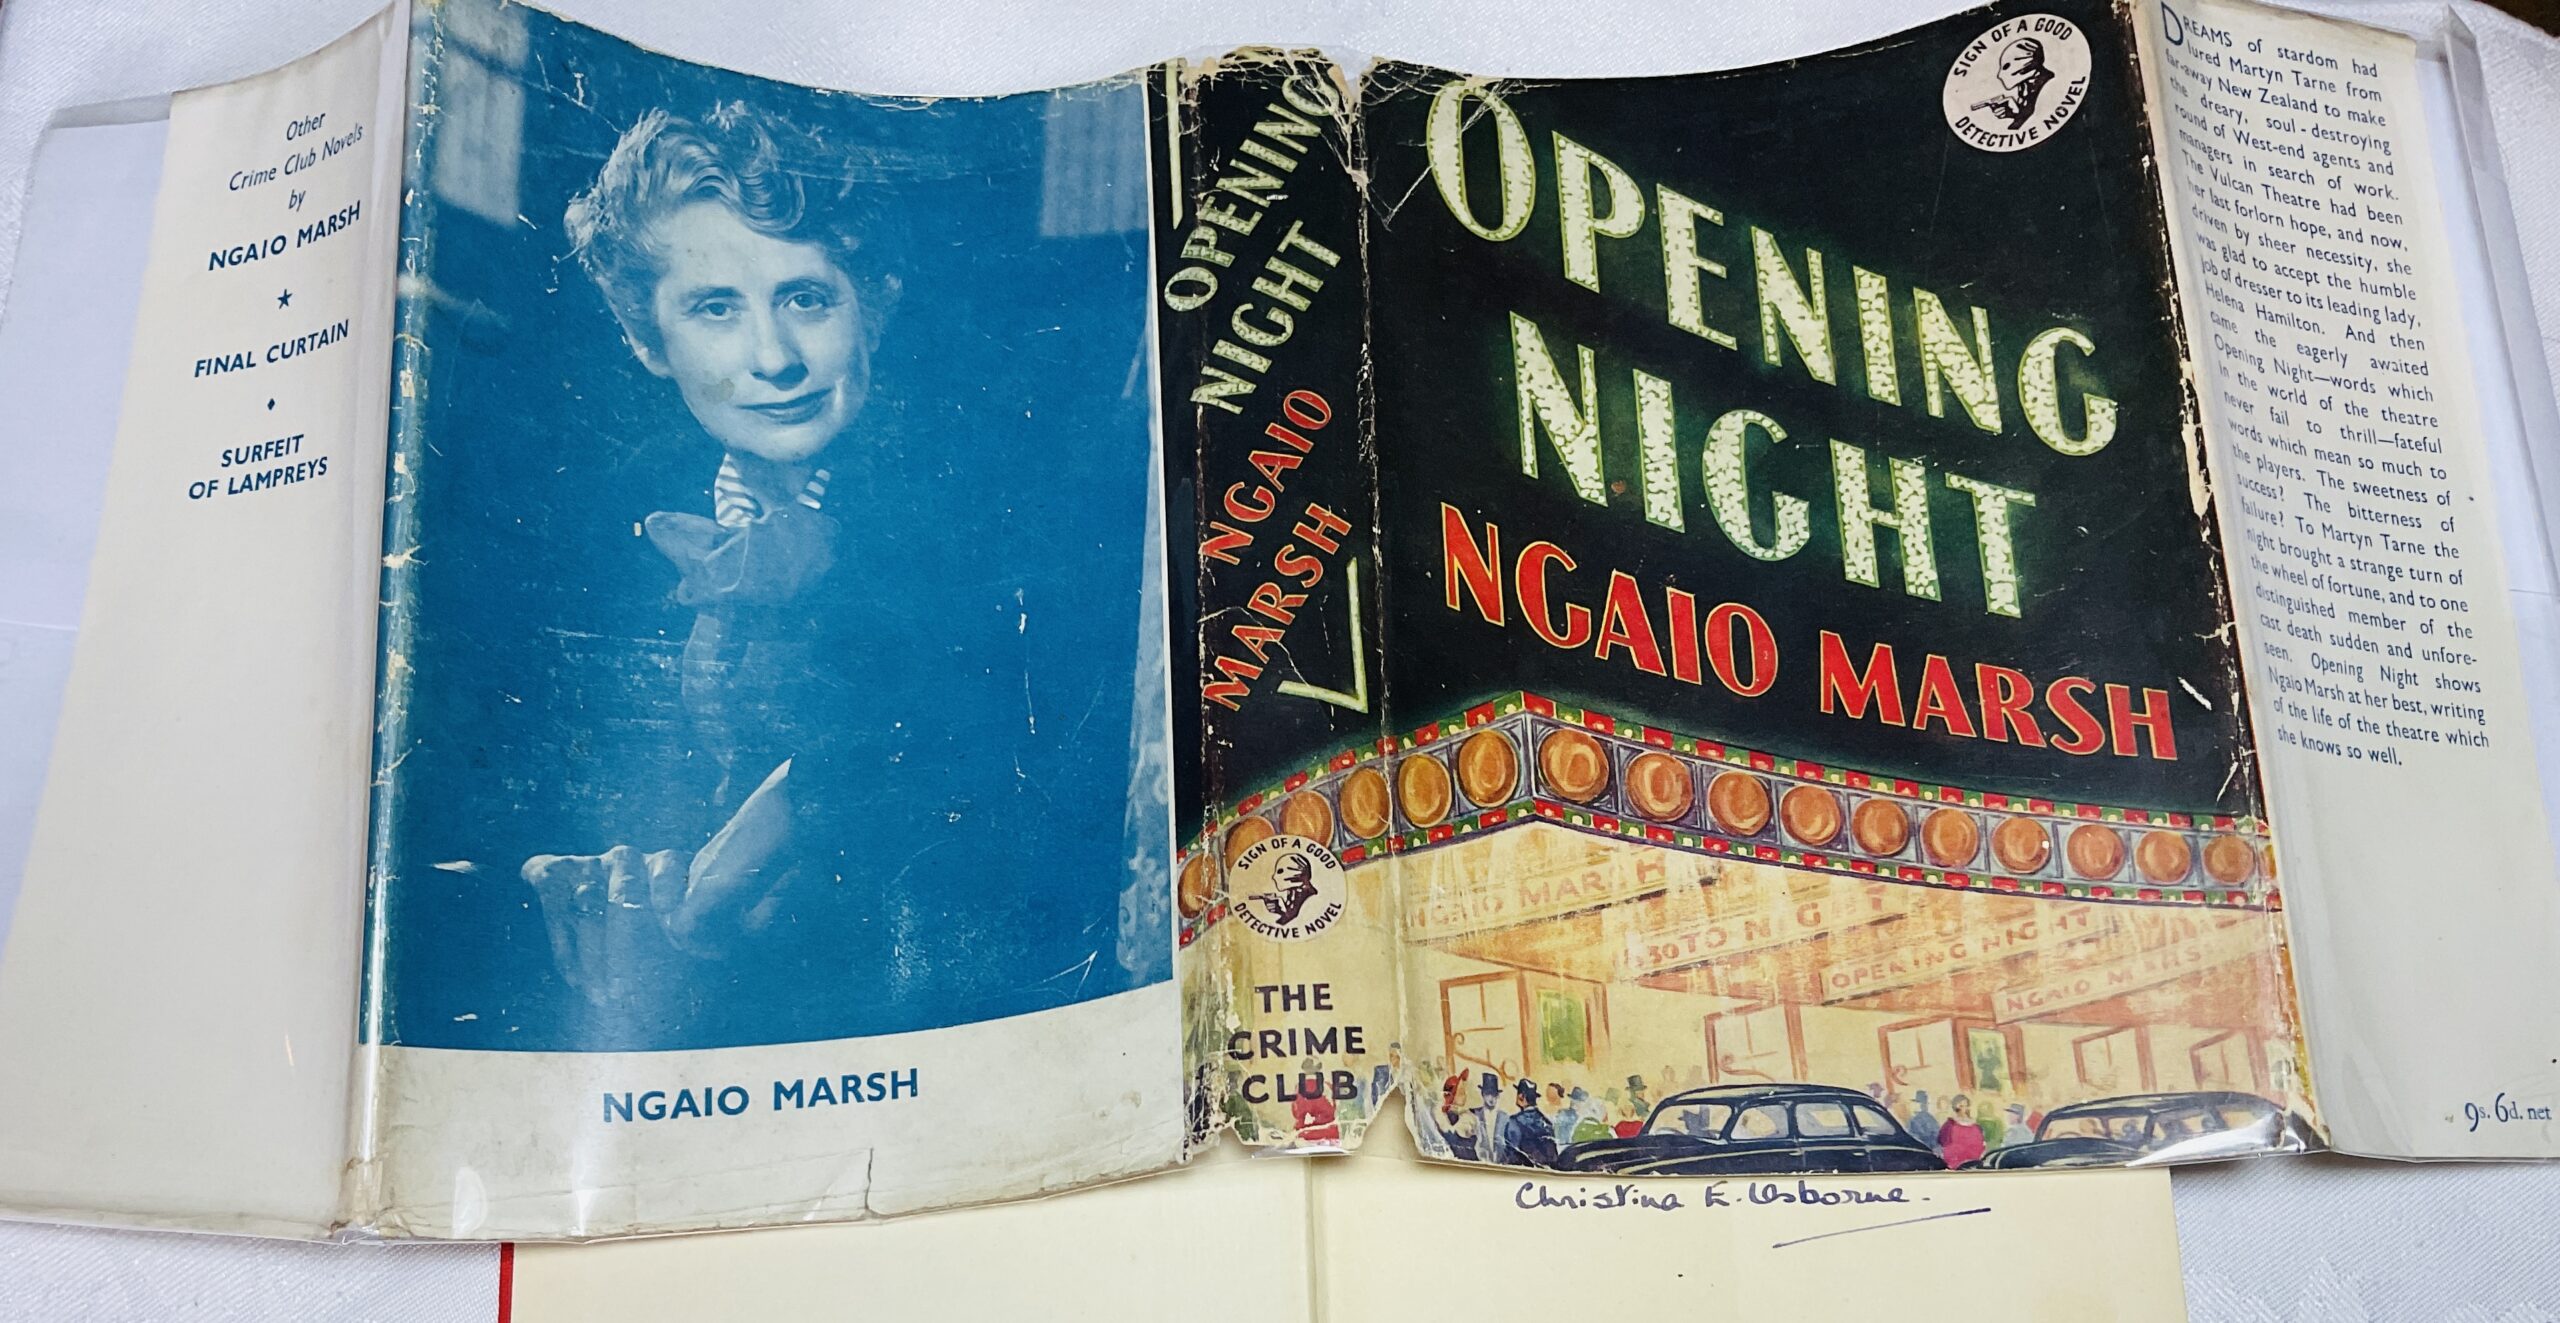 Other
Crime Club Novels
by
NGAIO MARSH
FINAL CURTAIN
SURFEIT
OF LAMPREYS
NGAIO MARSH
OPENING
NIGHT
NGAIO
MARSH
SIGN OF A GOOD
DETECTIVE NOVEL
THE
CRIME
CLUB
SIGN OF A GOOD
DETECTIVE NOVEL
OPENING
NIGHT
NGAIO MARSH
NGAIO MARSH
OPENING NIGHT
NGAIO MARS
Christina E. Osborne.
DREAMS of stardom had
lured Martyn Tarne from
far-away New Zealand to make
the dreary, soul-destroying
round of West-end agents and
managers in search of work.
The Vulcan Theatre had been
her last forlorn hope, and now,
driven by sheer necessity, she
was glad to accept the humble
job of dresser to its leading lady,
Helena Hamilton. And then
came the eagerly awaited
Opening Night—words which
in the world of the theatre
never fail to thrill—fateful
words which mean so much to
the players. The sweetness of
success? The bitterness of
failure? To Martyn Tarne the
night brought a strange turn of
the wheel of fortune, and to one
distinguished member of the
cast death sudden and unfore-
seen. Opening Night shows
Ngaio Marsh at her best, writing
of the life of the theatre which
she knows so well.
9s. 6d. net